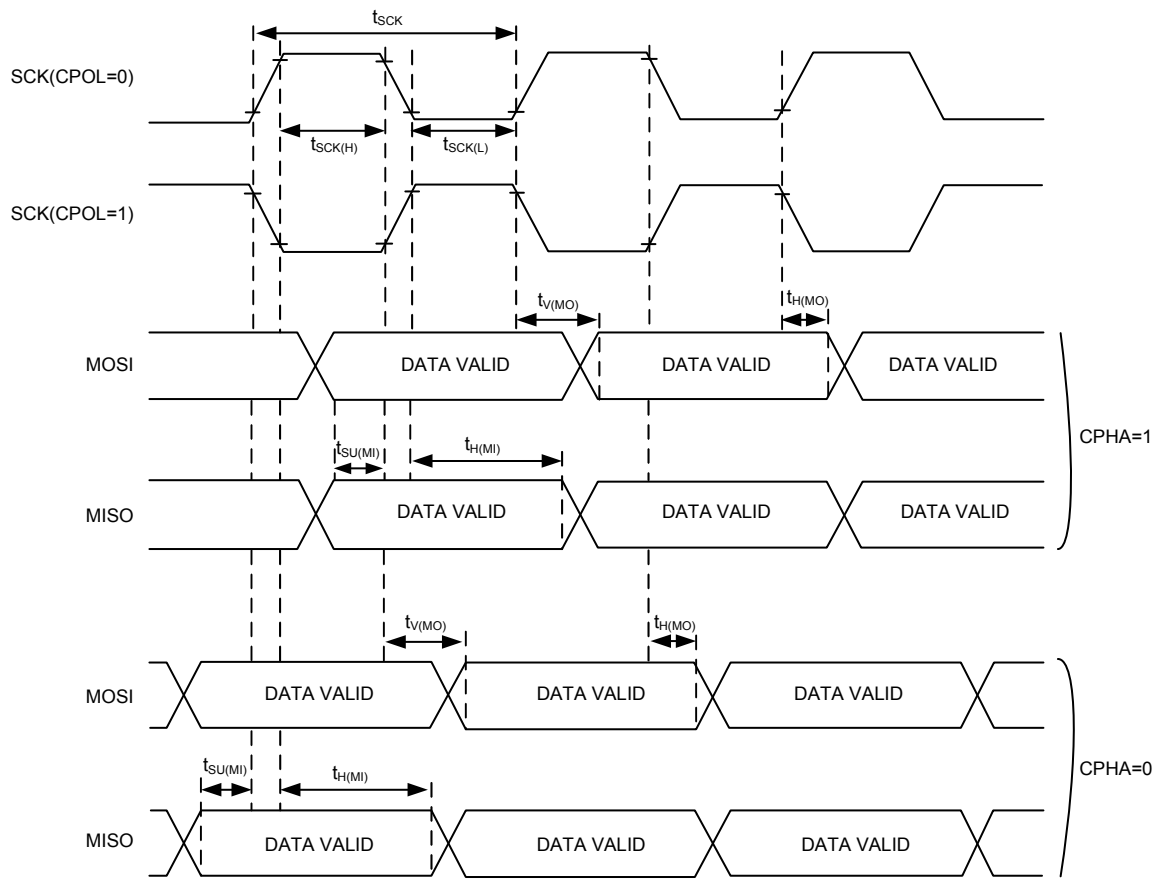 tSCK
SCK(CPOL=0)
tSCK(H)
tSCK(L)
SCK(CPOL=1)
tV(MO)
tH(MO)
MOSI
DATA VALID
DATA VALID
DATA VALID
CPHA=1
tSU(MI)
tH(MI)
MISO
DATA VALID
DATA VALID
DATA VALID
tV(MO)
tH(MO)
MOSI
DATA VALID
DATA VALID
DATA VALID
CPHA=0
tSU(MI)
tH(MI)
MISO
DATA VALID
DATA VALID
DATA VALID